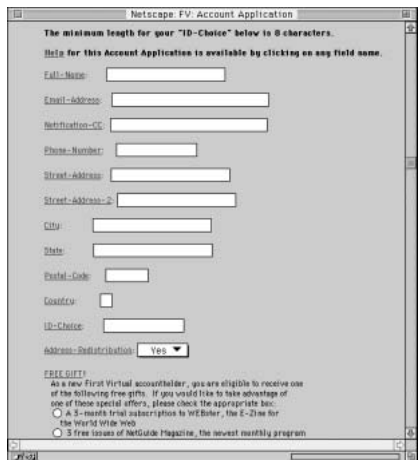 Netscape: FV: Account Application
The minimum length for your "ID-Choice" below is 8 characters.
Help for this Account Application is available by clicking on any field name.
Full-Name:
Email-Address:
Notification-CC:
Phone-Number:
Street-Address:
Street-Address-2:
City:
State:
Postal-Code:
Country:
ID-Choice:
Address-Redistribution: Yes
FREE GIFT!
As a new First Virtual accountholder, you are eligible to receive one
of the following free gifts. If you would like to take advantage of
one of these special offers, please check the appropriate box:
A 3-month trial subscription to WEBster, the E-Zine for
the World Wide Web
3 free issues of NetGuide Magazine, the newest monthly program